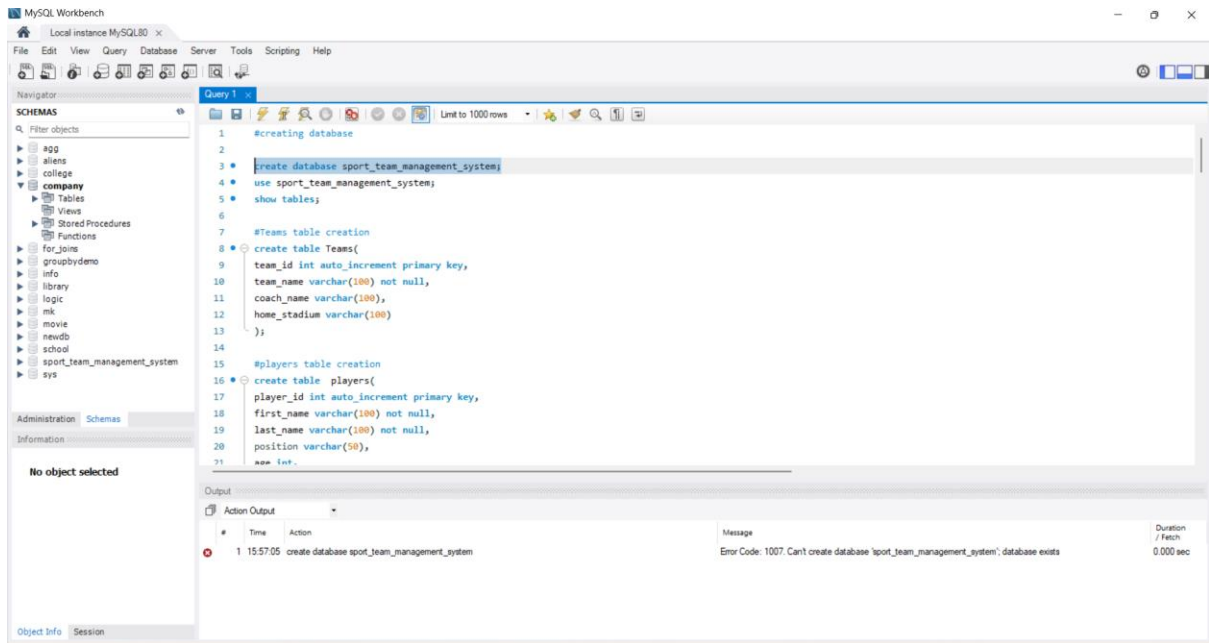 MySQL Workbench
Local instance MySQL80
File Edit View Query Database Server Tools Scripting Help
Navigator
SCHEMAS
Filter objects
agg
aliens
college
company
Tables
Views
Stored Procedures
Functions
for_joins
groupbydemo
info
library
logic
mk
movie
newdb
school
sport_team_management_system
sys
Administration Schemas
Information
No object selected
Object Info Session
Query 1
Limit to 1000 rows
1 #creating database
2
3 create database sport_team_management_system;
4 use sport_team_management_system;
5 show tables;
6
7 #Teams table creation
8 create table Teams(
9 team_id int auto_increment primary key,
10 team_name varchar(100) not null,
11 coach_name varchar(100),
12 home_stadium varchar(100)
13 );
14
15 #players table creation
16 create table players(
17 player_id int auto_increment primary key,
18 first_name varchar(100) not null,
19 last_name varchar(100) not null,
20 position varchar(50),
21 age int,
Output
Action Output
# Time Action Message Duration / Fetch
1 15:57:05 create database sport_team_management_system Error Code: 1007. Can't create database 'sport_team_management_system'; database exists 0.000 sec